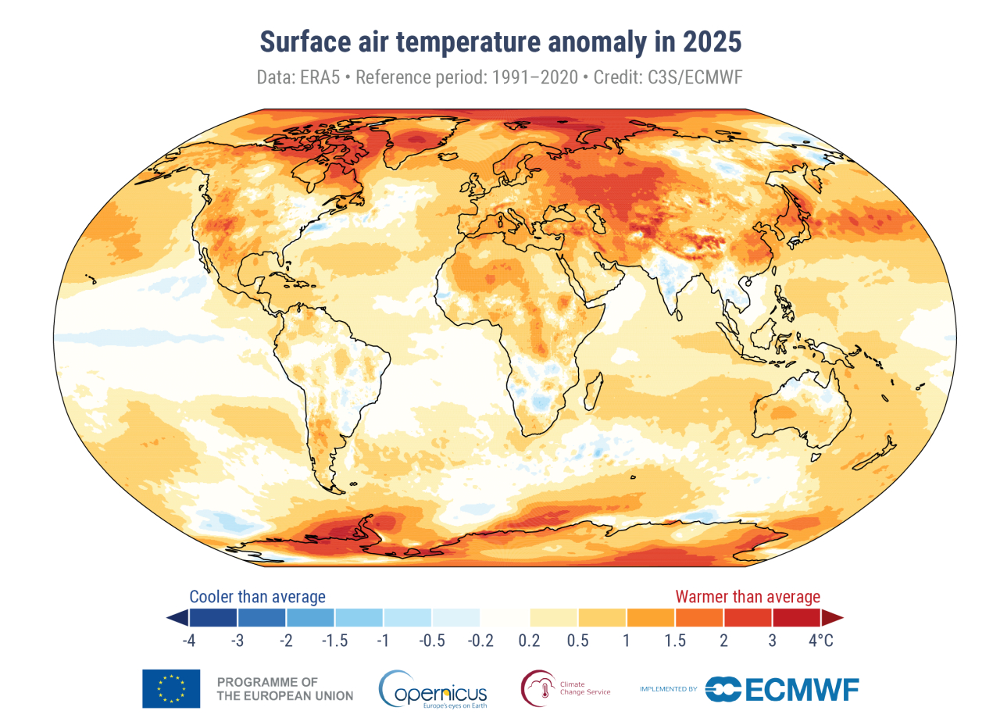 Surface air temperature anomaly in 2025
Data: ERA5 • Reference period: 1991–2020 • Credit: C3S/ECMWF
Cooler than average
Warmer than average
-4 -3 -2 -1.5 -1 -0.5 -0.2 0.2 0.5 1 1.5 2 3 4°C
PROGRAMME OF
THE EUROPEAN UNION
opernicus
Europe's eyes on Earth
Climate
Change Service
IMPLEMENTED BY
ECMWF